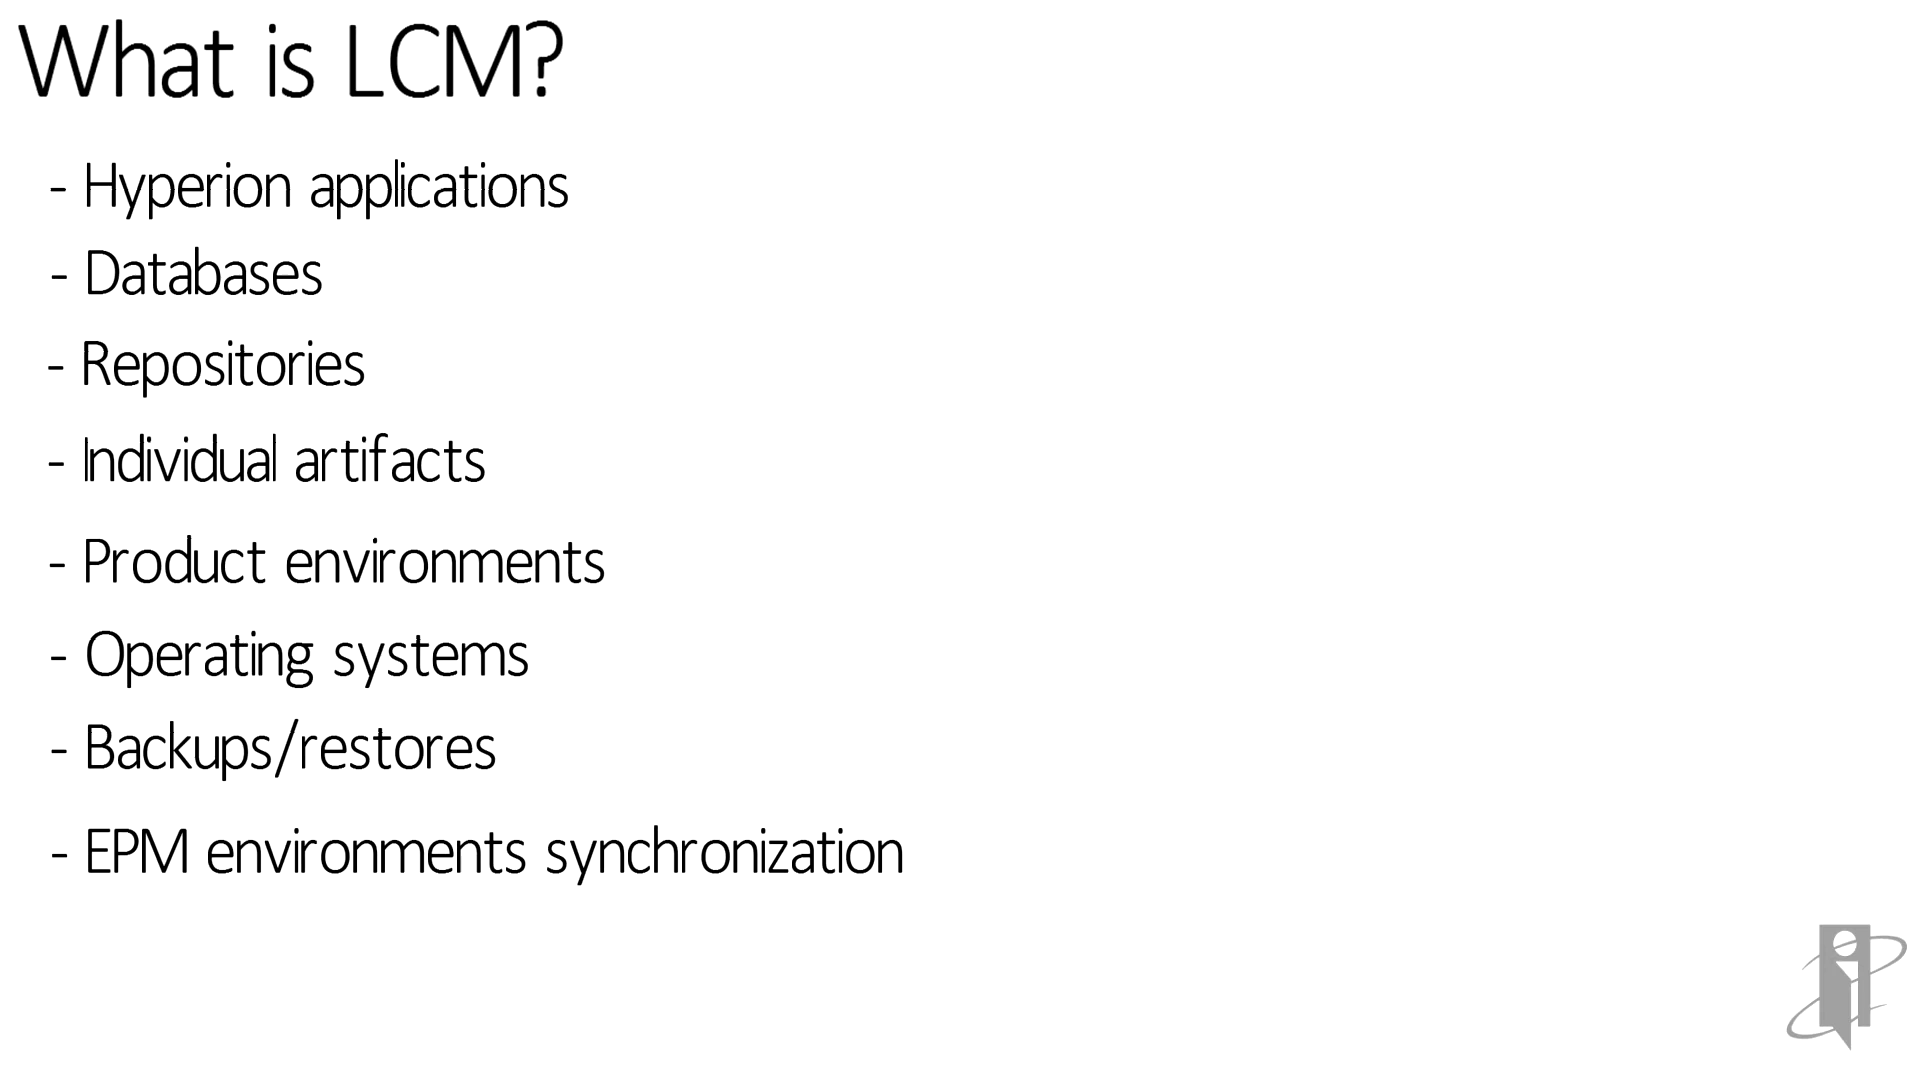 What is LCM?
- Hyperion applications
- Databases
- Repositories
- Individual artifacts
- Product environments
- Operating systems
- Backups/restores
- EPM environments synchronization